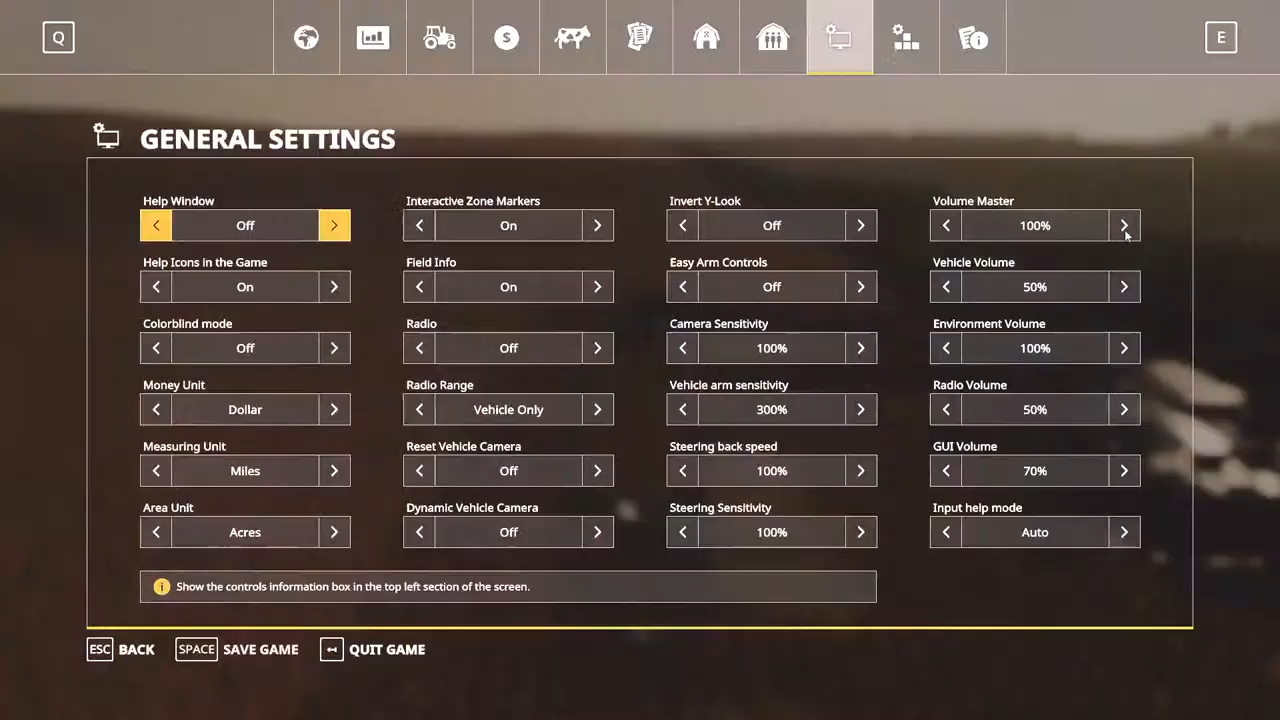 Q
E
GENERAL SETTINGS
Help Window
Off
Help Icons in the Game
On
Colorblind mode
Off
Money Unit
Dollar
Measuring Unit
Miles
Area Unit
Acres
Interactive Zone Markers
On
Field Info
On
Radio
Off
Radio Range
Vehicle Only
Reset Vehicle Camera
Off
Dynamic Vehicle Camera
Off
Invert Y-Look
Off
Easy Arm Controls
Off
Camera Sensitivity
100%
Vehicle arm sensitivity
300%
Steering back speed
100%
Steering Sensitivity
100%
Volume Master
100%
Vehicle Volume
50%
Environment Volume
100%
Radio Volume
50%
GUI Volume
70%
Input help mode
Auto
Show the controls information box in the top left section of the screen.
ESC BACK SPACE SAVE GAME QUIT GAME